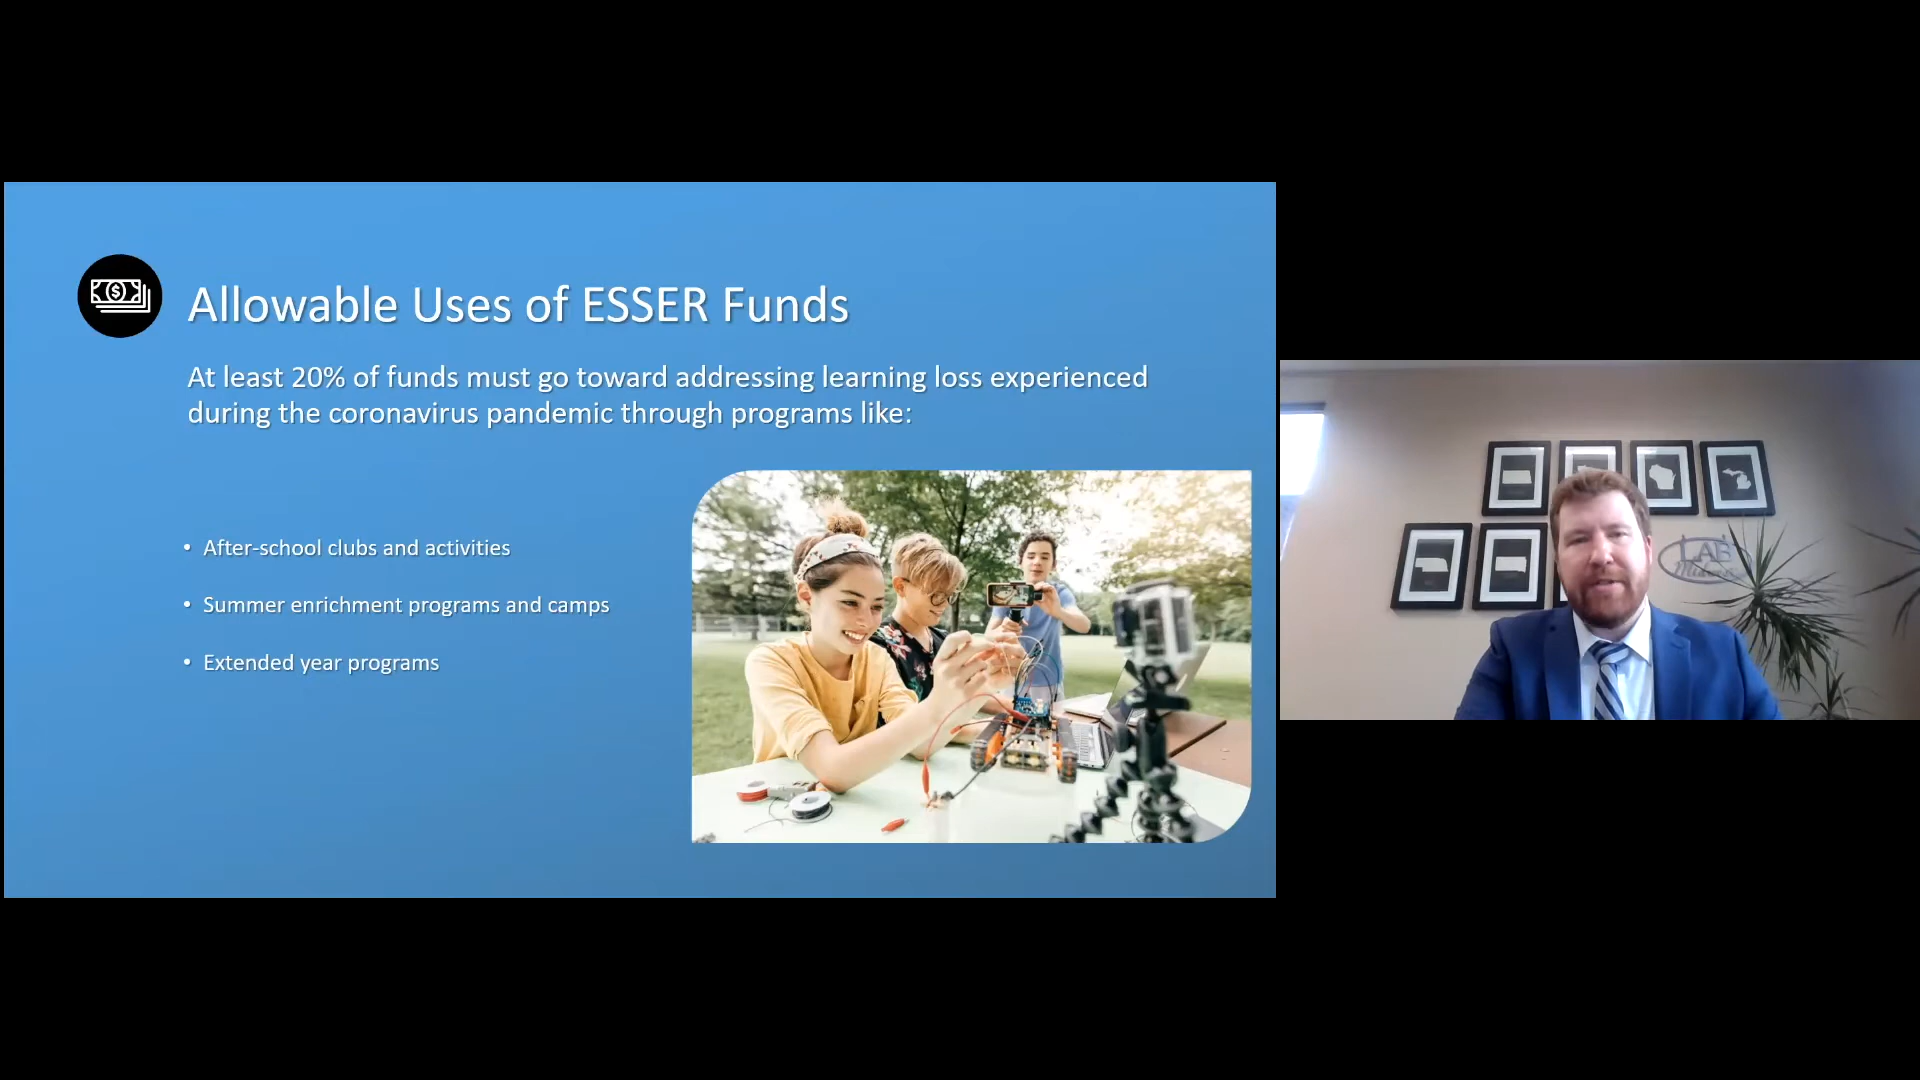 Allowable Uses of ESSER Funds
At least 20% of funds must go toward addressing learning loss experienced
during the coronavirus pandemic through programs like:
• After-school clubs and activities
• Summer enrichment programs and camps
• Extended year programs
LAB